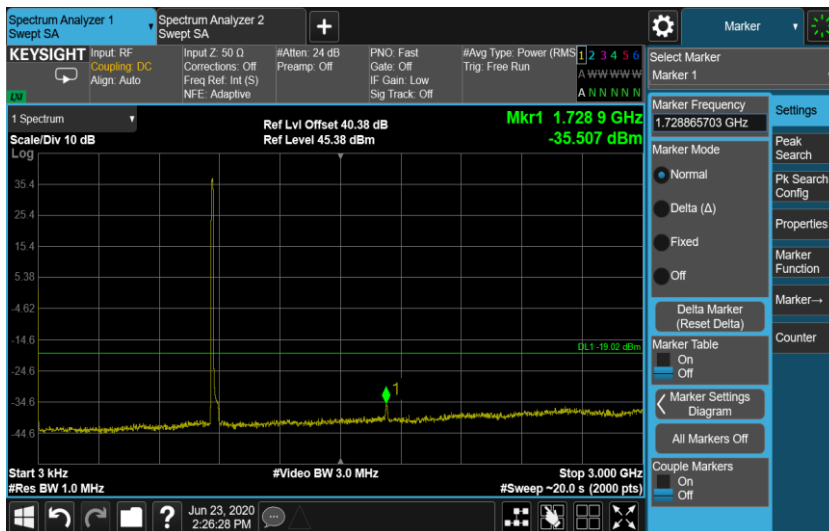 Spectrum Analyzer 1
Swept SA
Spectrum Analyzer 2
Swept SA
+
Marker
KEYSIGHT
Input: RF
Coupling: DC
Align: Auto
Input Z: 50 Ω
Corrections: Off
Freq Ref: Int (S)
NFE: Adaptive
#Atten: 24 dB
Preamp: Off
PNO: Fast
Gate: Off
IF Gain: Low
Sig Track: Off
#Avg Type: Power (RMS
Trig: Free Run
1 2 3 4 5 6
A W W W W W
A N N N N N
Select Marker
Marker 1
LXI
1 Spectrum
Scale/Div 10 dB
Log
Ref Lvl Offset 40.38 dB
Ref Level 45.38 dBm
Mkr1 1.728 9 GHz
-35.507 dBm
35.4
25.4
15.4
5.38
-4.62
-14.6
-24.6
-34.6
-44.6
DL1 -19.02 dBm
1
Start 3 kHz
#Res BW 1.0 MHz
#Video BW 3.0 MHz
Stop 3.000 GHz
#Sweep ~20.0 s (2000 pts)
Marker Frequency
1.728865703 GHz
Marker Mode
Normal
Delta (Δ)
Fixed
Off
Delta Marker
(Reset Delta)
Marker Table
On
Off
Marker Settings
Diagram
All Markers Off
Couple Markers
On
Off
Settings
Peak
Search
Pk Search
Config
Properties
Marker
Function
Marker→
Counter
?
Jun 23, 2020
2:26:28 PM